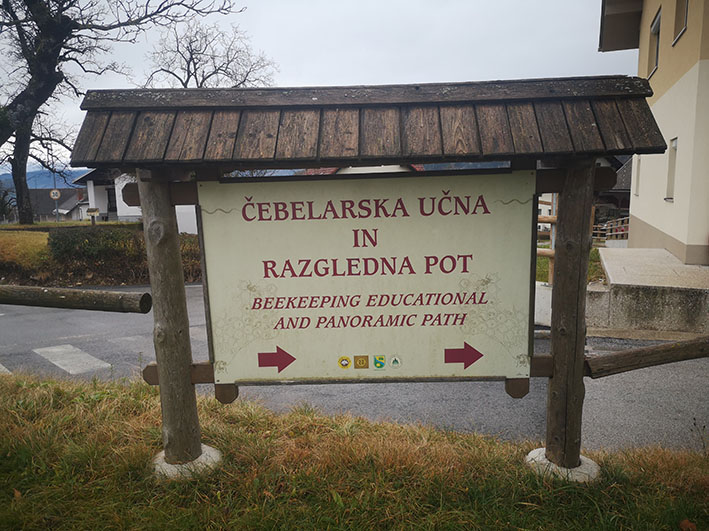 ČEBELARSKA UČNA
IN
RAZGLEDNA POT
BEEKEEPING EDUCATIONAL
AND PANORAMIC PATH